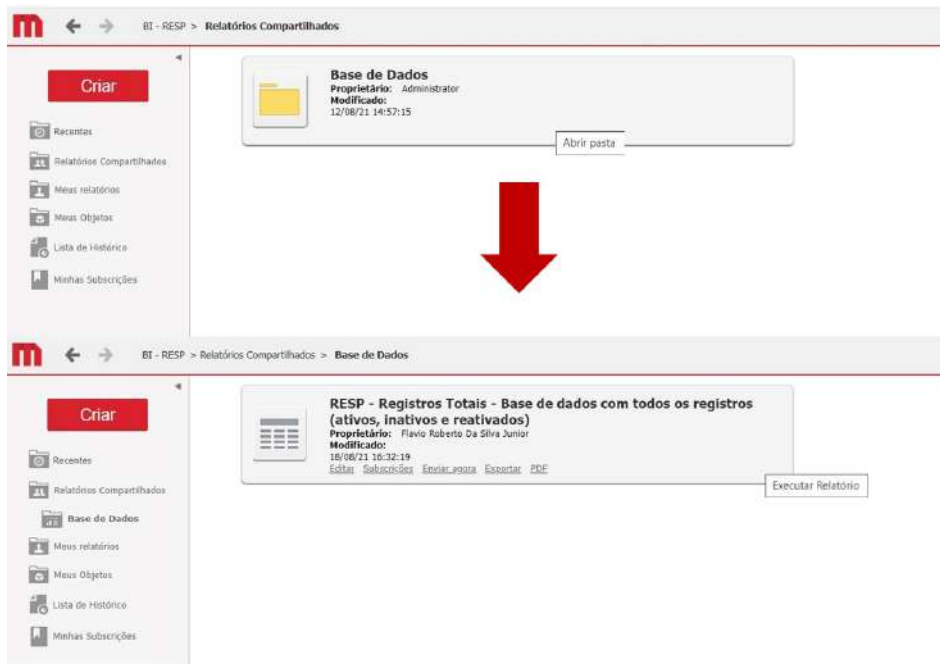 BI - RESP > Relatórios Compartilhados
Criar
Recentes
Relatórios Compartilhados
Meus relatórios
Meus Objetos
Lista de Histórico
Minhas Subscrições
Base de Dados
Proprietário: Administrator
Modificado:
12/08/21 14:57:15
Abrir pasta
BI - RESP > Relatórios Compartilhados > Base de Dados
Criar
Recentes
Relatórios Compartilhados
Base de Dados
Meus relatórios
Meus Objetos
Lista de Histórico
Minhas Subscrições
RESP - Registros Totais - Base de dados com todos os registros
(ativos, inativos e reativados)
Proprietário: Flavio Roberto Da Silva Junior
Modificado:
18/08/21 16:32:19
Editar Subscrições Enviar agora Exportar PDF
Executar Relatório